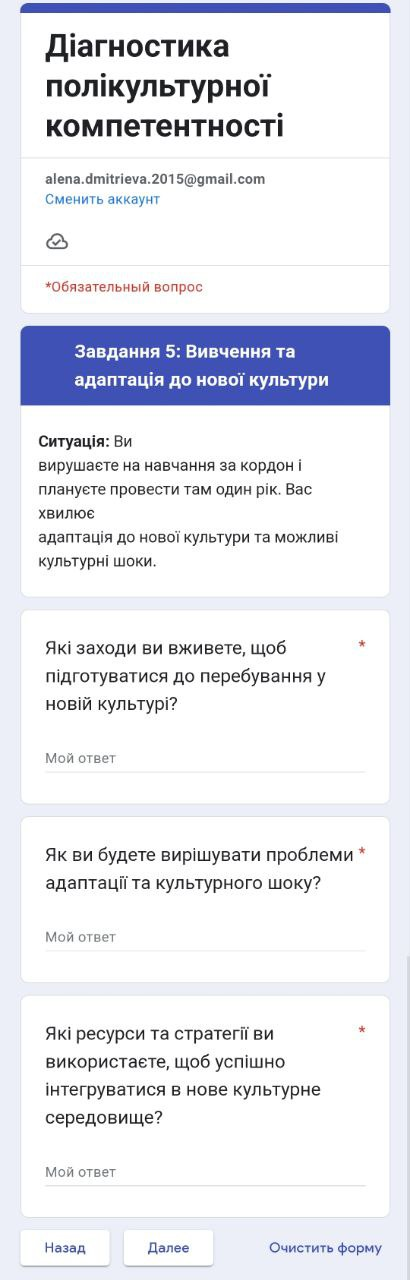 Діагностика
полікультурної
компетентності
alena.dmitrieva.2015@gmail.com
Сменить аккаунт
*Обязательный вопрос
Завдання 5: Вивчення та
адаптація до нової культури
Ситуація: Ви
вирушаєте на навчання за кордон і
плануєте провести там один рік. Вас
хвилює
адаптація до нової культури та можливі
культурні шоки.
Які заходи ви вживете, щоб *
підготуватися до перебування у
новій культурі?
Мой ответ
Як ви будете вирішувати проблеми *
адаптації та культурного шоку?
Мой ответ
Які ресурси та стратегії ви *
використаєте, щоб успішно
інтегруватися в нове культурне
середовище?
Мой ответ
Назад Далее Очистить форму